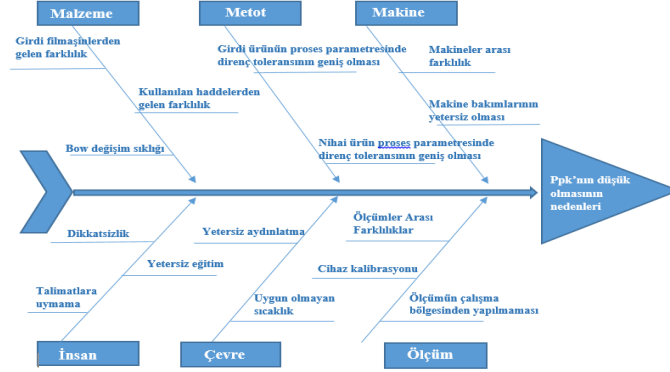 Malzeme
Metot
Makine
Girdi filmaşinlerden
gelen farklılık
Kullanılan haddelerden
gelen farklılık
Bow değişim sıklığı
Girdi ürünün proses parametresinde
direnç toleransının geniş olması
Nihai ürün proses parametresinde
direnç toleransının geniş olması
Makineler arası
farklılık
Makine bakımlarının
yetersiz olması
Ppk'nın düşük
olmasının
nedenleri
Dikkatsizlik
Yetersiz eğitim
Talimatlara
uymama
Yetersiz aydınlatma
Uygun olmayan
sıcaklık
Ölçümler Arası
Farklılıklar
Cihaz kalibrasyonu
Ölçümün çalışma
bölgesinden yapılmaması
İnsan
Çevre
Ölçüm